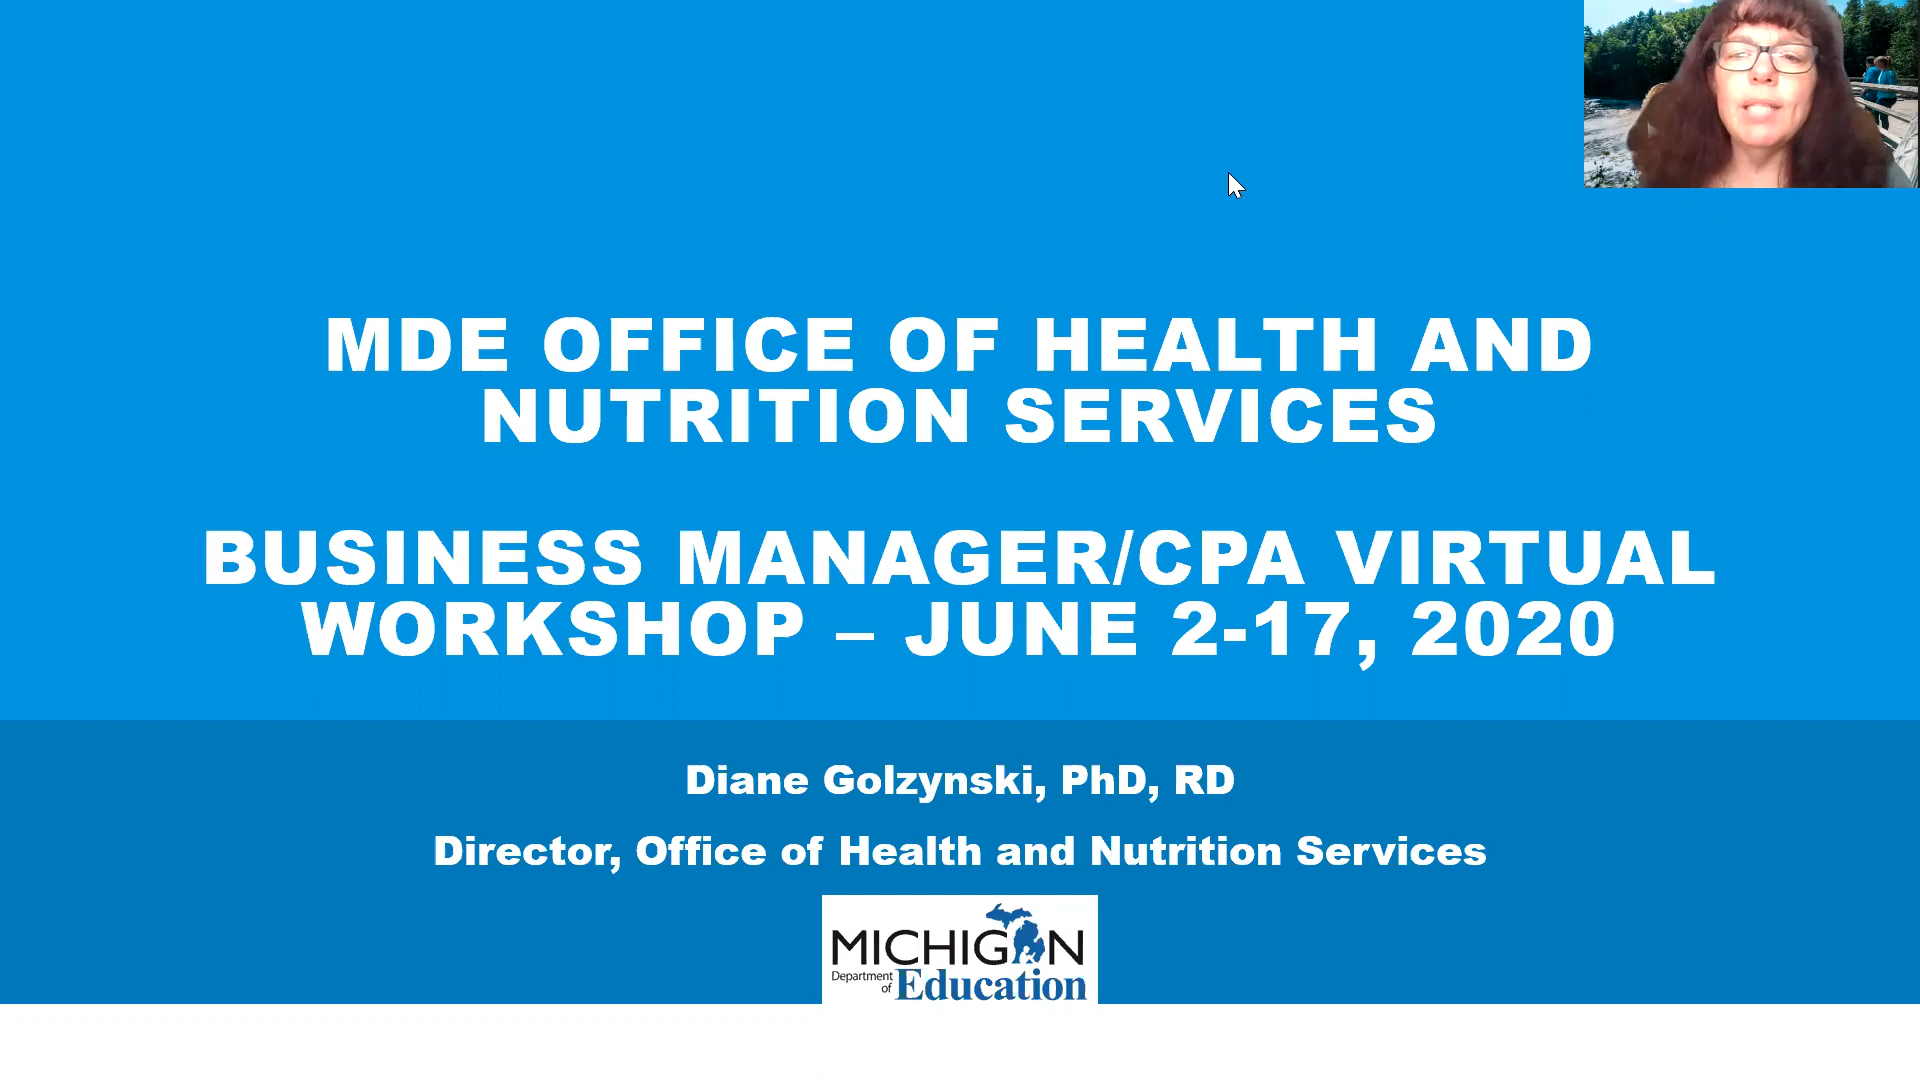 MDE OFFICE OF HEALTH AND
NUTRITION SERVICES
BUSINESS MANAGER/CPA VIRTUAL
WORKSHOP – JUNE 2-17, 2020
Diane Golzynski, PhD, RD
Director, Office of Health and Nutrition Services
MICHIGAN
Department
of Education